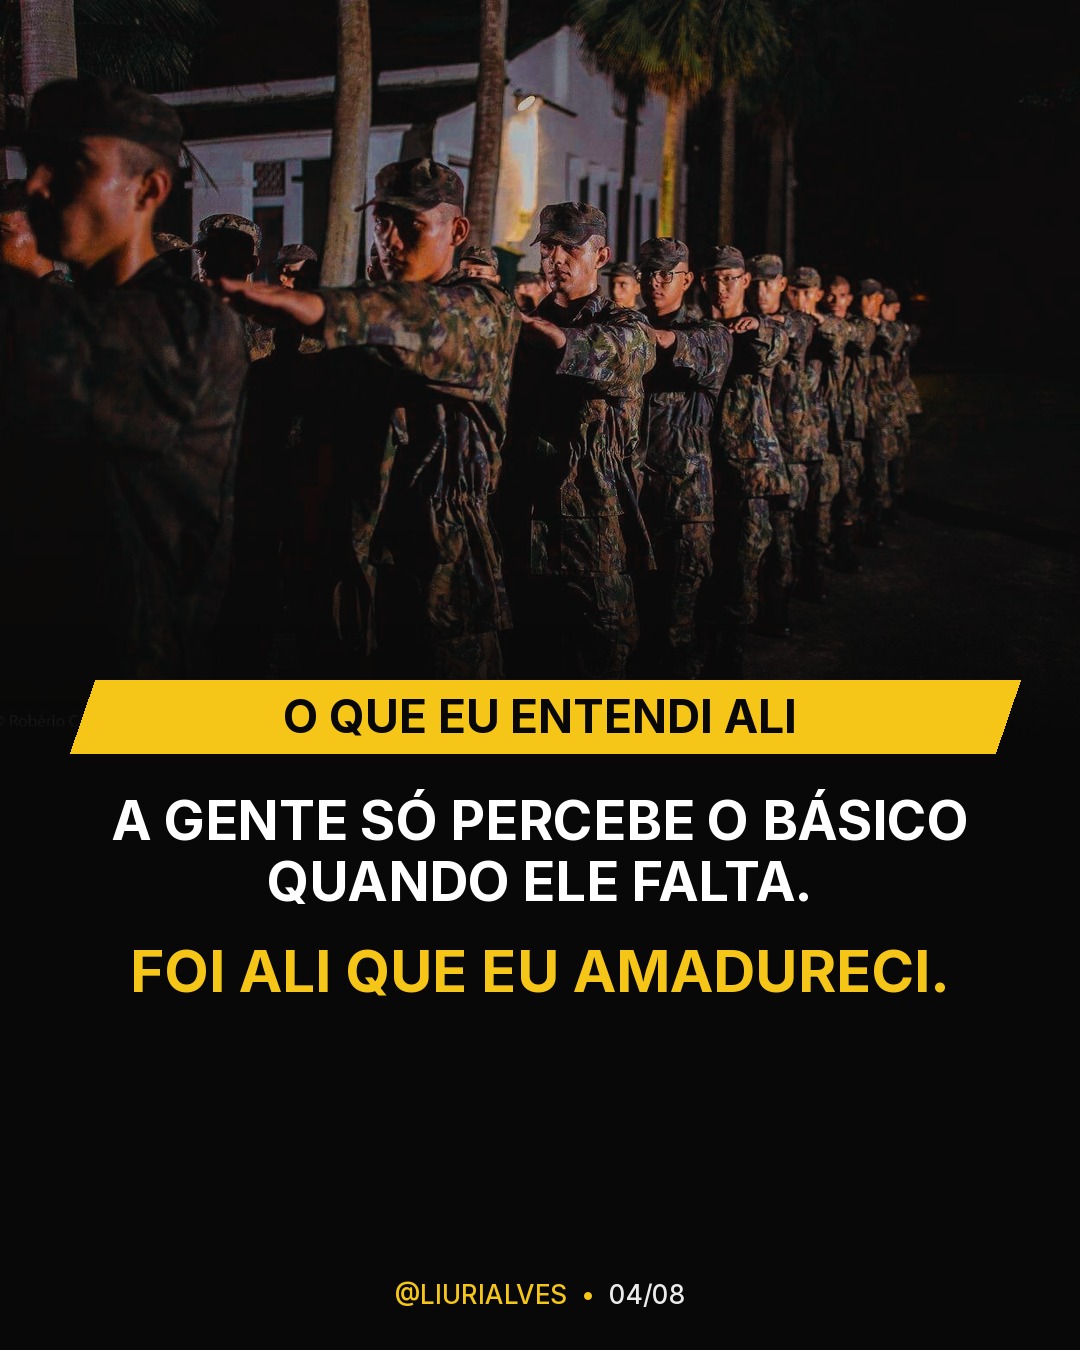 © Robério
O QUE EU ENTENDI ALI
A GENTE SÓ PERCEBE O BÁSICO
QUANDO ELE FALTA.
FOI ALI QUE EU AMADURECI.
@LIURIALVES • 04/08